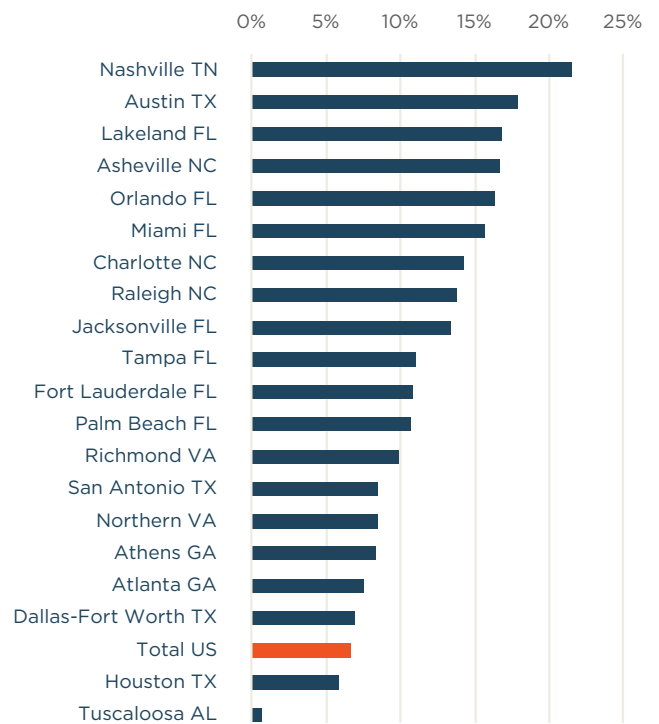 0% 5% 10% 15% 20% 25%
Nashville TN
Austin TX
Lakeland FL
Asheville NC
Orlando FL
Miami FL
Charlotte NC
Raleigh NC
Jacksonville FL
Tampa FL
Fort Lauderdale FL
Palm Beach FL
Richmond VA
San Antonio TX
Northern VA
Athens GA
Atlanta GA
Dallas-Fort Worth TX
Total US
Houston TX
Tuscaloosa AL